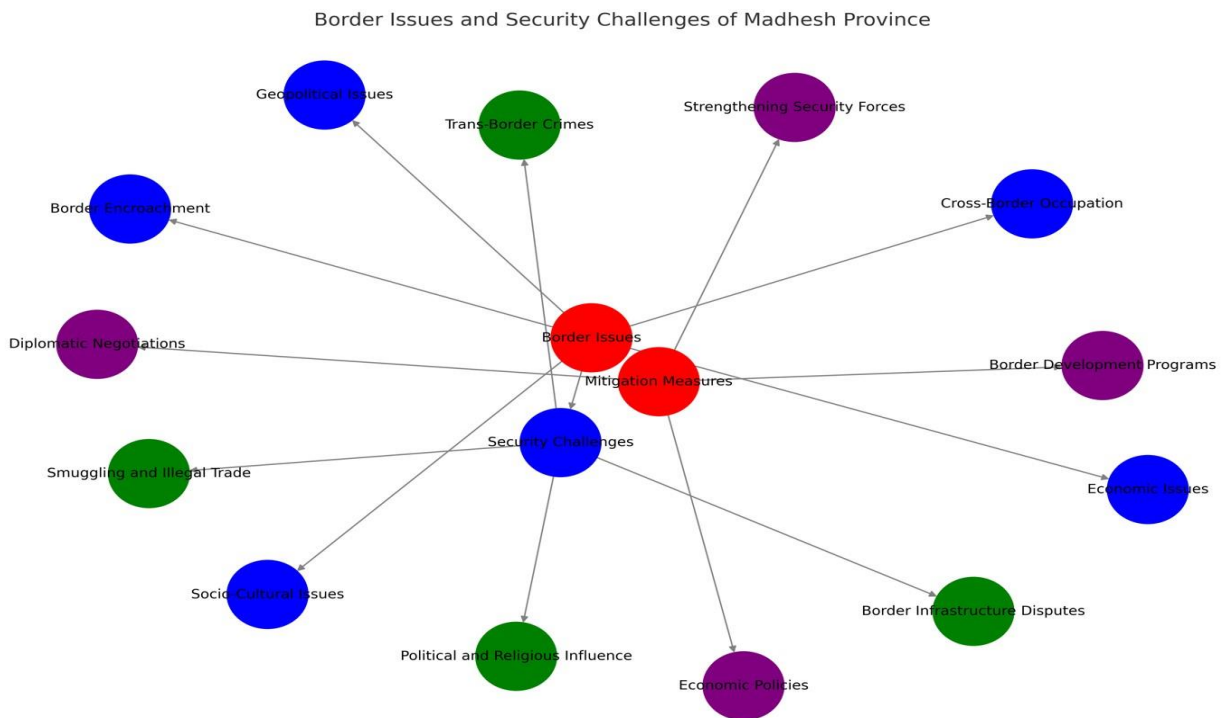 Border Issues and Security Challenges of Madhesh Province
Geopolitical Issues
Strengthening Security Forces
Trans-Border Crimes
Cross-Border Occupation
Border Encroachment
Border Issues
Diplomatic Negotiations
Border Development Programs
Mitigation Measures
Security Challenges
Smuggling and Illegal Trade
Economic Issues
Socio-Cultural Issues
Border Infrastructure Disputes
Political and Religious Influence
Economic Policies